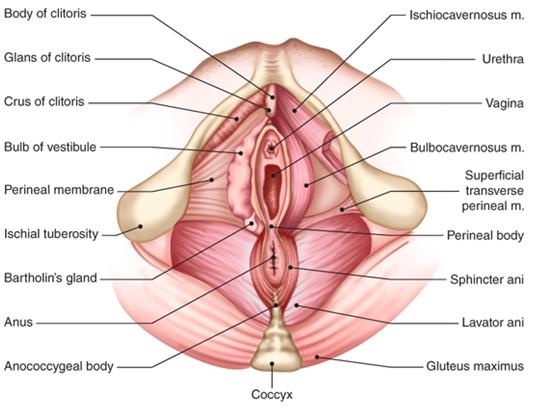 Body of clitoris
Glans of clitoris
Crus of clitoris
Bulb of vestibule
Perineal membrane
Ischial tuberosity
Bartholin's gland
Anus
Anococcygeal body
Ischiocavernosus m.
Urethra
Vagina
Bulbocavernosus m.
Superficial
transverse
perineal m.
Perineal body
Sphincter ani
Lavator ani
Gluteus maximus
Coccyx